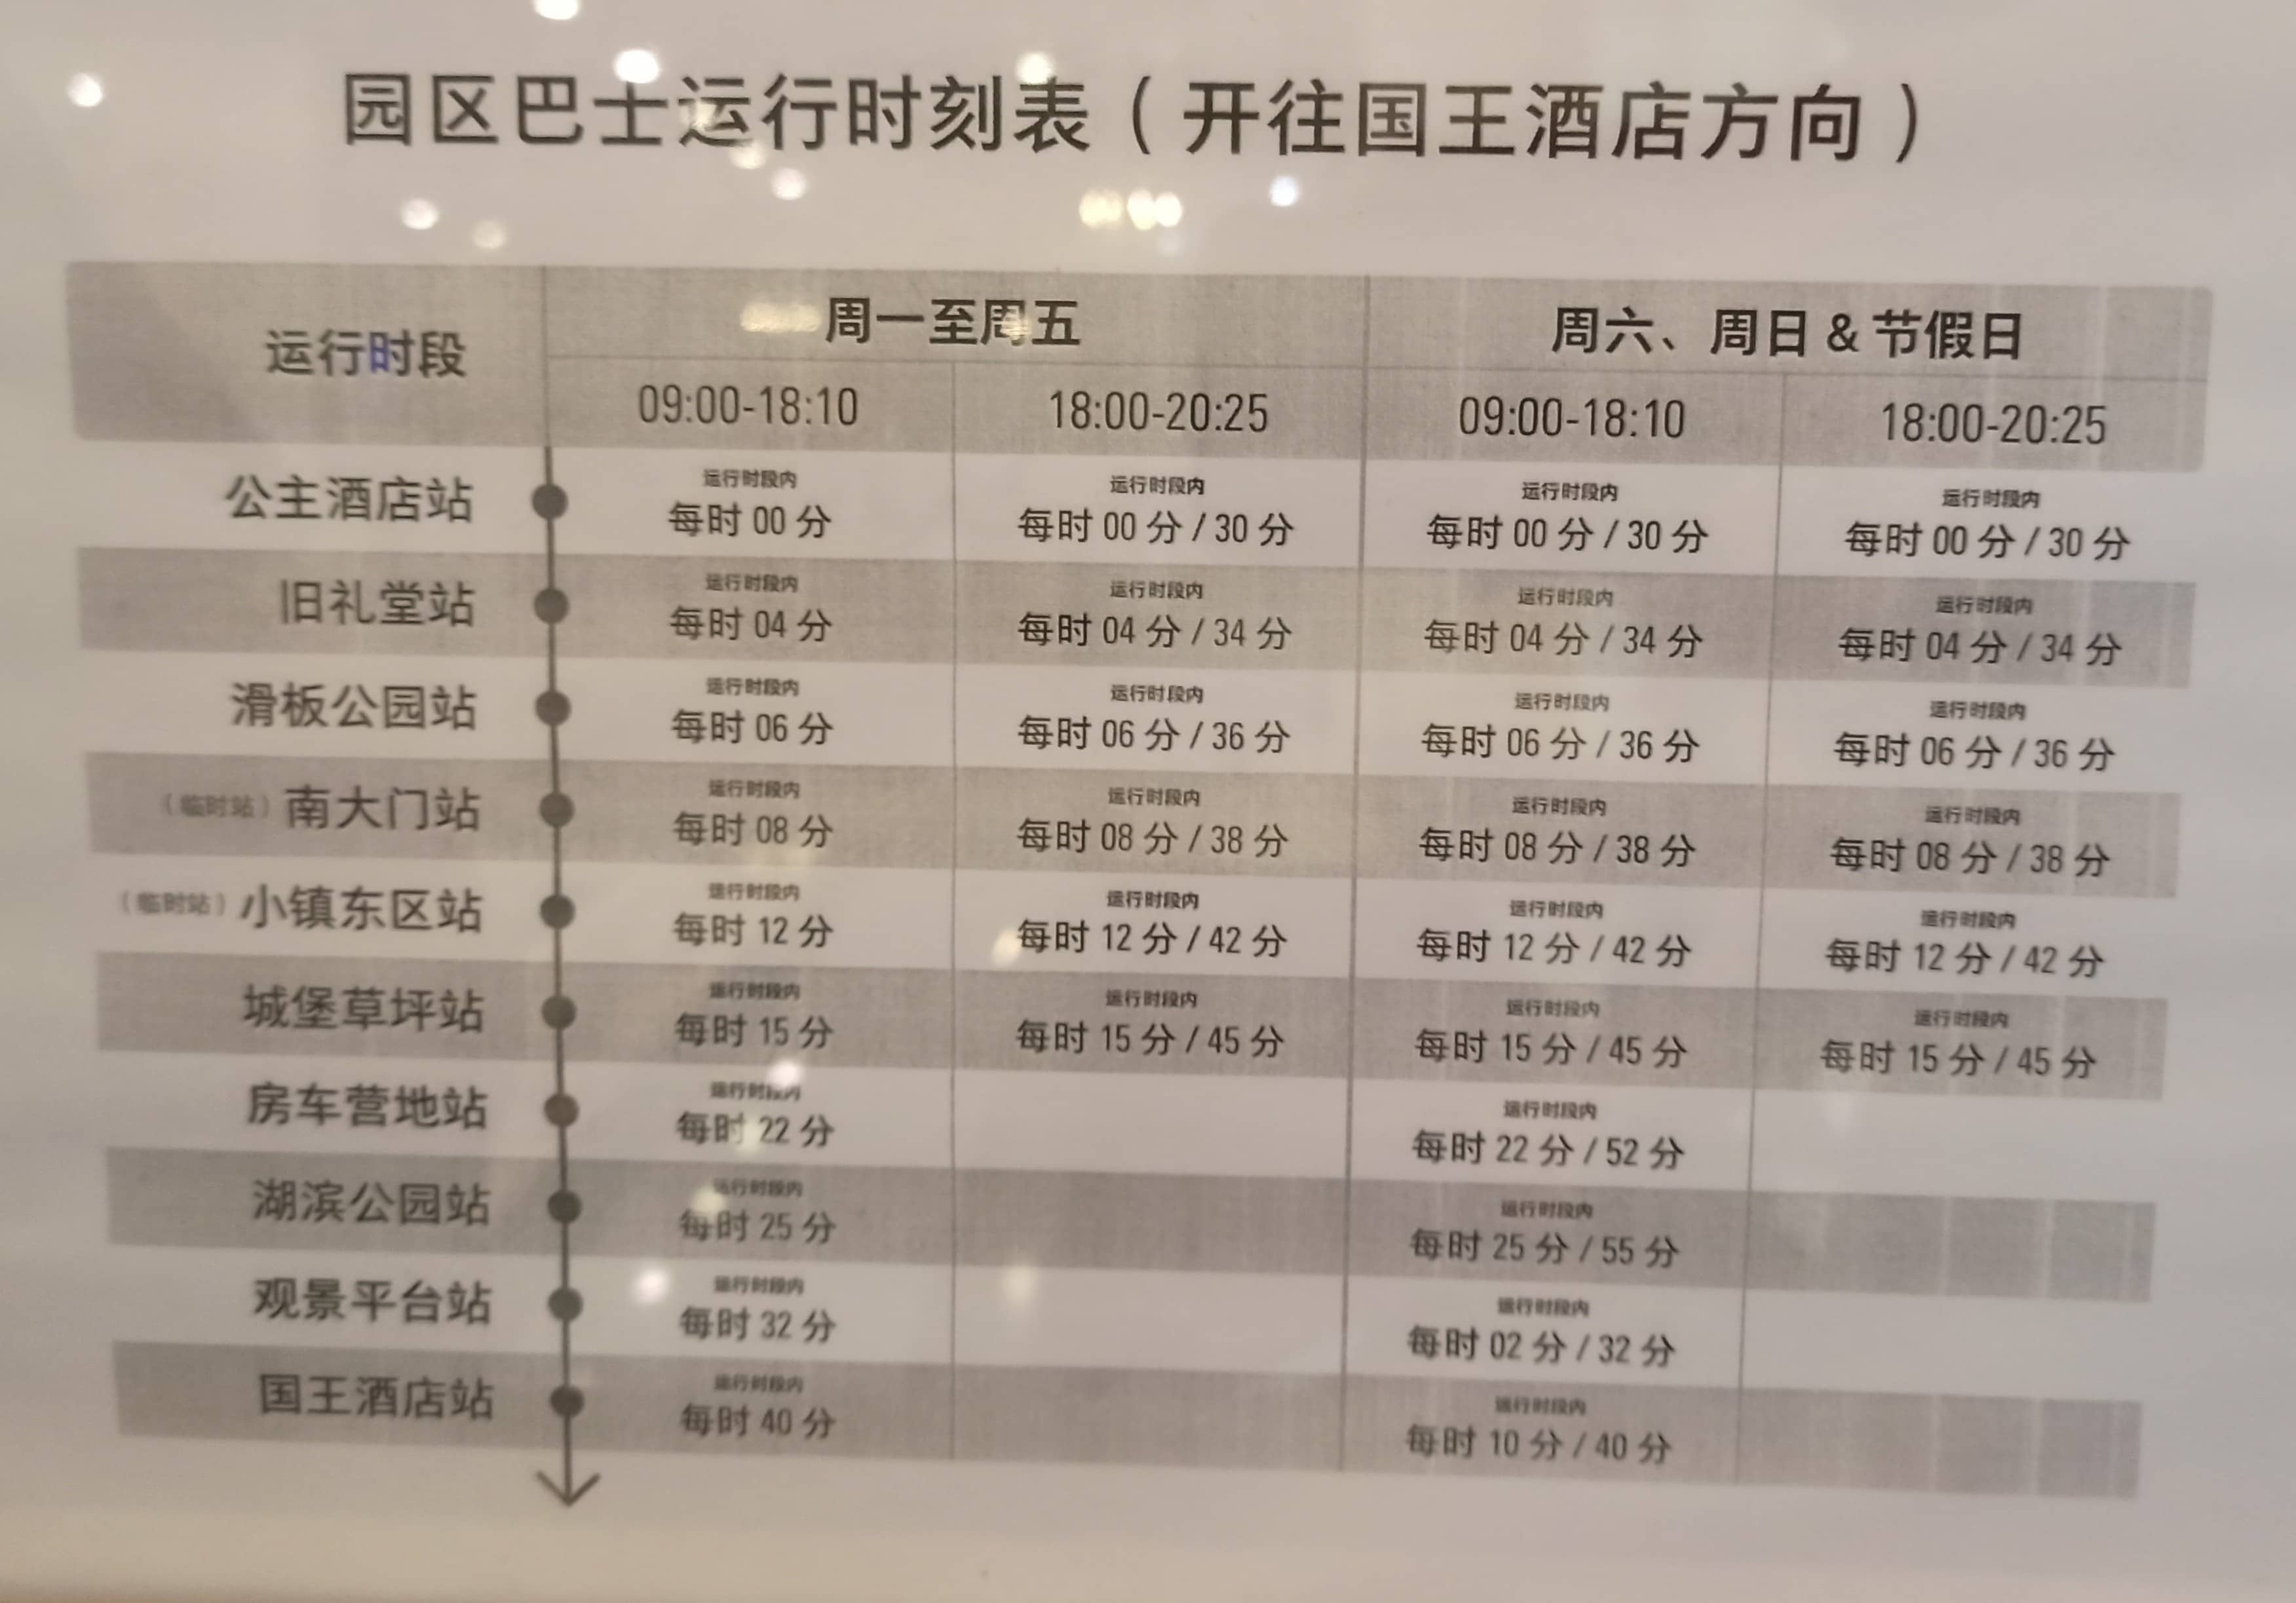 园区巴士运行时刻表（开往国王酒店方向）
运行时段
周一至周五
周六、周日 & 节假日
09:00-18:10
18:00-20:25
09:00-18:10
18:00-20:25
公主酒店站
运行时段内
每时 00 分
运行时段内
每时 00 分 / 30 分
运行时段内
每时 00 分 / 30 分
运行时段内
每时 00 分 / 30 分
旧礼堂站
运行时段内
每时 04 分
运行时段内
每时 04 分 / 34 分
运行时段内
每时 04 分 / 34 分
运行时段内
每时 04 分 / 34 分
滑板公园站
运行时段内
每时 06 分
运行时段内
每时 06 分 / 36 分
运行时段内
每时 06 分 / 36 分
运行时段内
每时 06 分 / 36 分
（临时站）南大门站
运行时段内
每时 08 分
运行时段内
每时 08 分 / 38 分
运行时段内
每时 08 分 / 38 分
运行时段内
每时 08 分 / 38 分
（临时站）小镇东区站
运行时段内
每时 12 分
运行时段内
每时 12 分 / 42 分
运行时段内
每时 12 分 / 42 分
运行时段内
每时 12 分 / 42 分
城堡草坪站
运行时段内
每时 15 分
运行时段内
每时 15 分 / 45 分
运行时段内
每时 15 分 / 45 分
运行时段内
每时 15 分 / 45 分
房车营地站
运行时段内
每时 22 分
运行时段内
每时 22 分 / 52 分
湖滨公园站
运行时段内
每时 25 分
运行时段内
每时 25 分 / 55 分
观景平台站
运行时段内
每时 32 分
运行时段内
每时 02 分 / 32 分
国王酒店站
运行时段内
每时 40 分
运行时段内
每时 10 分 / 40 分